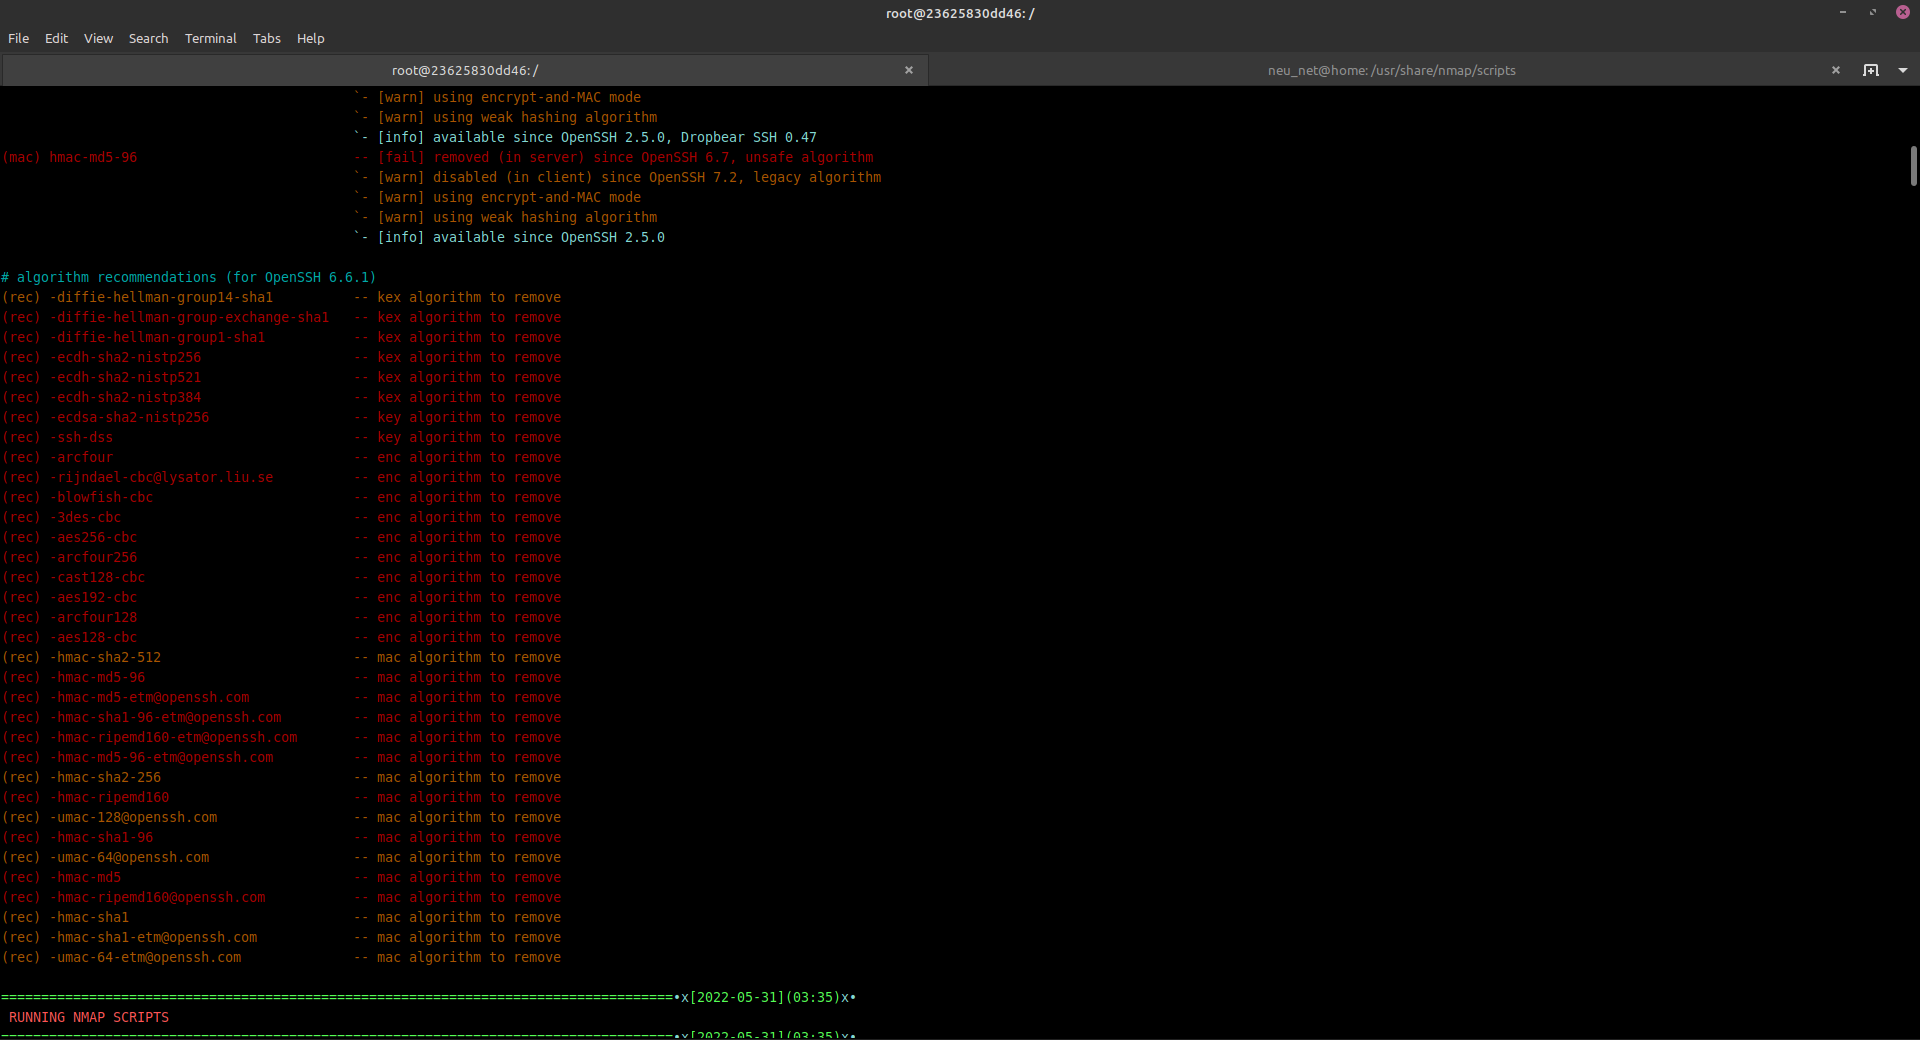 root@23625830dd46: /
File Edit View Search Terminal Tabs Help
root@23625830dd46: / neu_net@home: /usr/share/nmap/scripts
`- [warn] using encrypt-and-MAC mode
`- [warn] using weak hashing algorithm
`- [info] available since OpenSSH 2.5.0, Dropbear SSH 0.47
(mac) hmac-md5-96 -- [fail] removed (in server) since OpenSSH 6.7, unsafe algorithm
`- [warn] disabled (in client) since OpenSSH 7.2, legacy algorithm
`- [warn] using encrypt-and-MAC mode
`- [warn] using weak hashing algorithm
`- [info] available since OpenSSH 2.5.0
# algorithm recommendations (for OpenSSH 6.6.1)
(rec) -diffie-hellman-group14-sha1 -- kex algorithm to remove
(rec) -diffie-hellman-group-exchange-sha1 -- kex algorithm to remove
(rec) -diffie-hellman-group1-sha1 -- kex algorithm to remove
(rec) -ecdh-sha2-nistp256 -- kex algorithm to remove
(rec) -ecdh-sha2-nistp521 -- kex algorithm to remove
(rec) -ecdh-sha2-nistp384 -- kex algorithm to remove
(rec) -ecdsa-sha2-nistp256 -- key algorithm to remove
(rec) -ssh-dss -- key algorithm to remove
(rec) -arcfour -- enc algorithm to remove
(rec) -rijndael-cbc@lysator.liu.se -- enc algorithm to remove
(rec) -blowfish-cbc -- enc algorithm to remove
(rec) -3des-cbc -- enc algorithm to remove
(rec) -aes256-cbc -- enc algorithm to remove
(rec) -arcfour256 -- enc algorithm to remove
(rec) -cast128-cbc -- enc algorithm to remove
(rec) -aes192-cbc -- enc algorithm to remove
(rec) -arcfour128 -- enc algorithm to remove
(rec) -aes128-cbc -- enc algorithm to remove
(rec) -hmac-sha2-512 -- mac algorithm to remove
(rec) -hmac-md5-96 -- mac algorithm to remove
(rec) -hmac-md5-etm@openssh.com -- mac algorithm to remove
(rec) -hmac-sha1-96-etm@openssh.com -- mac algorithm to remove
(rec) -hmac-ripemd160-etm@openssh.com -- mac algorithm to remove
(rec) -hmac-md5-96-etm@openssh.com -- mac algorithm to remove
(rec) -hmac-sha2-256 -- mac algorithm to remove
(rec) -hmac-ripemd160 -- mac algorithm to remove
(rec) -umac-128@openssh.com -- mac algorithm to remove
(rec) -hmac-sha1-96 -- mac algorithm to remove
(rec) -umac-64@openssh.com -- mac algorithm to remove
(rec) -hmac-md5 -- mac algorithm to remove
(rec) -hmac-ripemd160@openssh.com -- mac algorithm to remove
(rec) -hmac-sha1 -- mac algorithm to remove
(rec) -hmac-sha1-etm@openssh.com -- mac algorithm to remove
(rec) -umac-64-etm@openssh.com -- mac algorithm to remove
====================================================================================•x[2022-05-31](03:35)x•
RUNNING NMAP SCRIPTS
====================================================================================•x[2022-05-31](03:35)x•